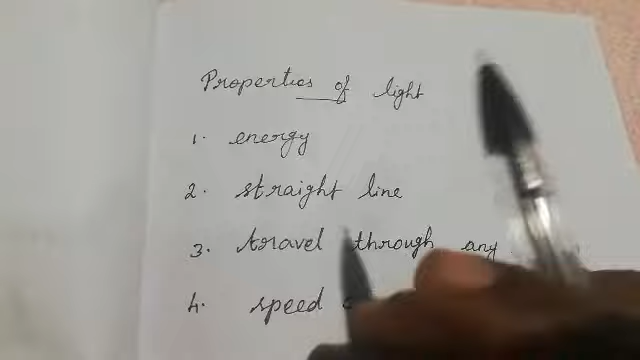 Properties of light
1. energy
2. straight line
3. travel through any
4. speed